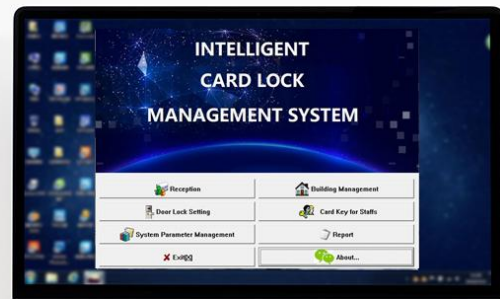 INTELLIGENT
CARD LOCK
MANAGEMENT SYSTEM
Reception
Building Management
Door Lock Setting
Card Key for Staffs
System Parameter Management
Report
About...